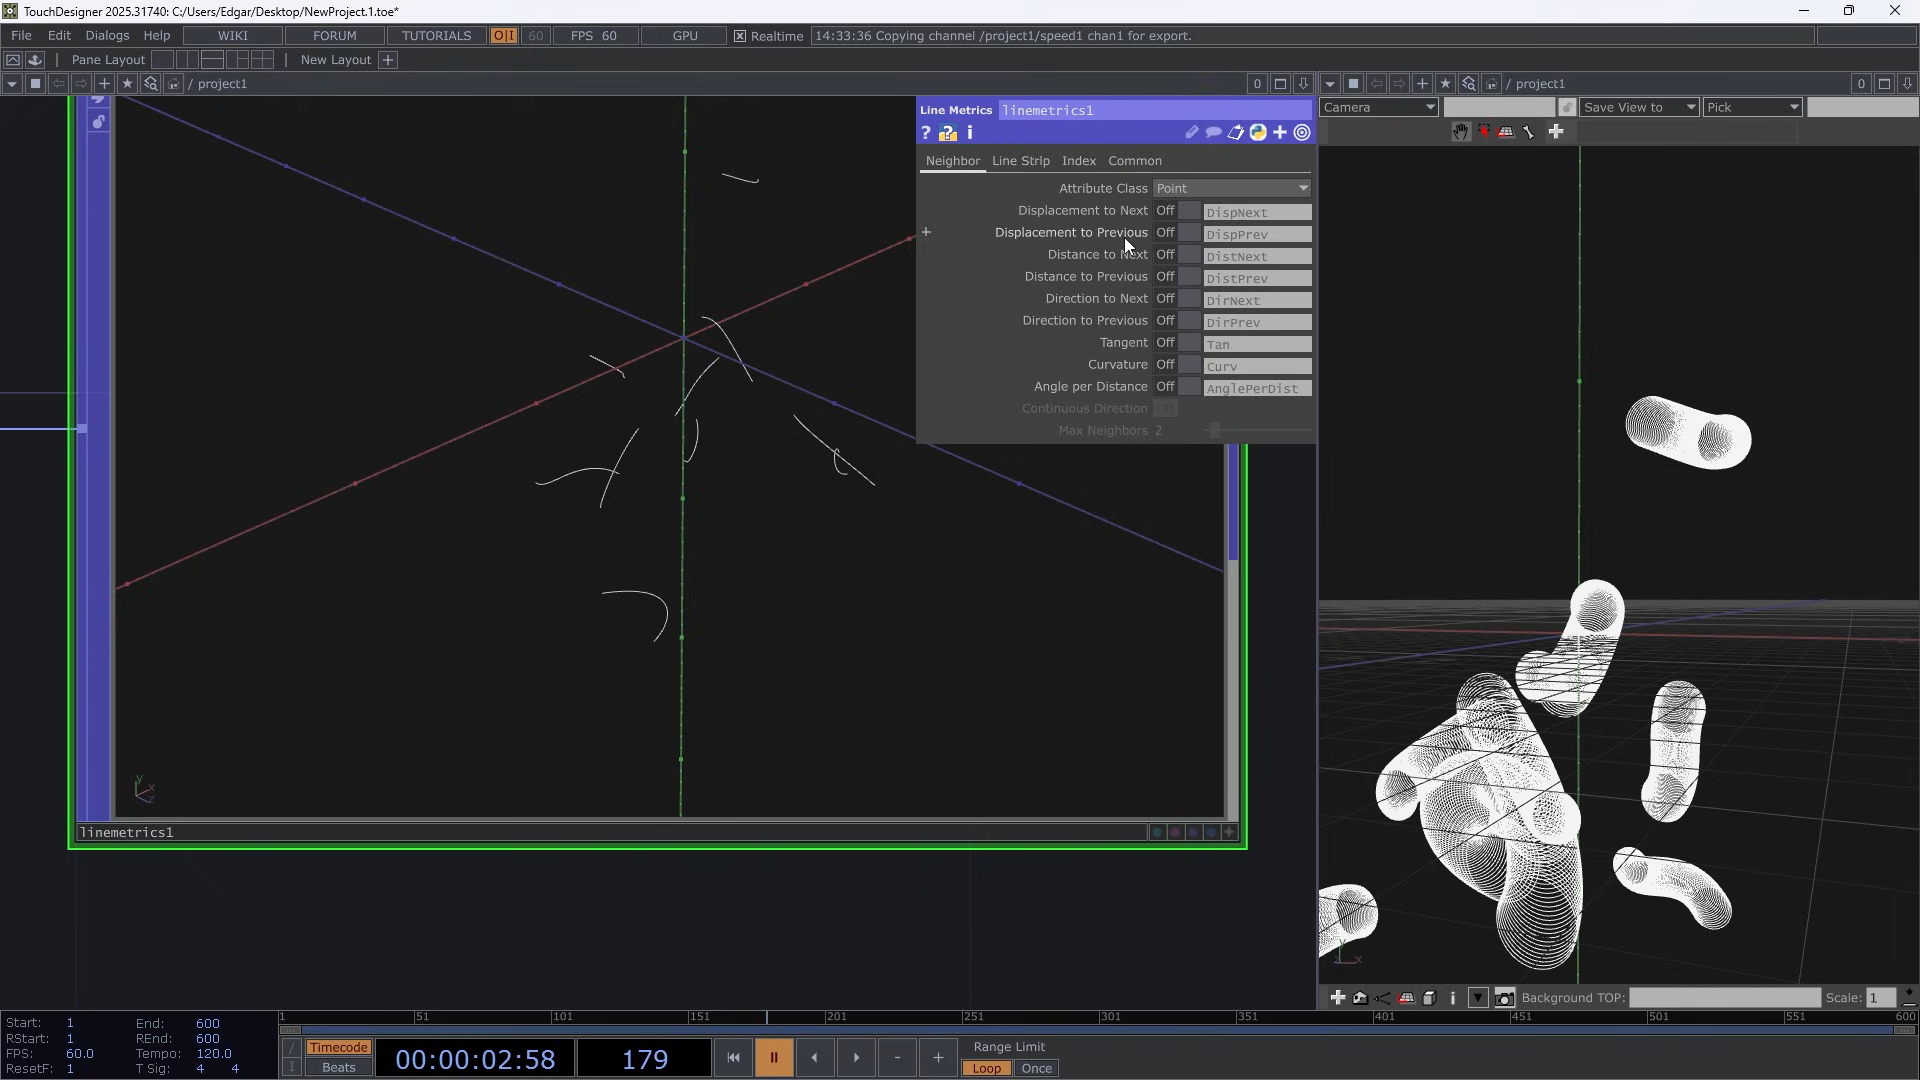 TouchDesigner 2025.31740: C:/Users/Edgar/Desktop/NewProject.1.toe*
File Edit Dialogs Help WIKI FORUM TUTORIALS O|I 60 FPS 60 GPU Realtime 14:33:36 Copying channel /project1/speed1 chan1 for export.
Pane Layout New Layout +
/ project1 0
/ project1 0
Camera Save View to Pick
Line Metrics linemetrics1
? ? i
Neighbor Line Strip Index Common
Attribute Class Point
Displacement to Next Off DispNext
+ Displacement to Previous Off DispPrev
Distance to Next Off DistNext
Distance to Previous Off DistPrev
Direction to Next Off DirNext
Direction to Previous Off DirPrev
Tangent Off Tan
Curvature Off Curv
Angle per Distance Off AnglePerDist
Continuous Direction Off
Max Neighbors 2
linemetrics1
Background TOP: Scale: 1
Start: 1 End: 600
RStart: 1 REnd: 600
FPS: 60.0 Tempo: 120.0
ResetF: 1 T Sig: 4 4
1 51 101 151 201 251 301 351 401 451 501 551 600
Timecode
Beats
00:00:02:58
179
Range Limit
Loop Once